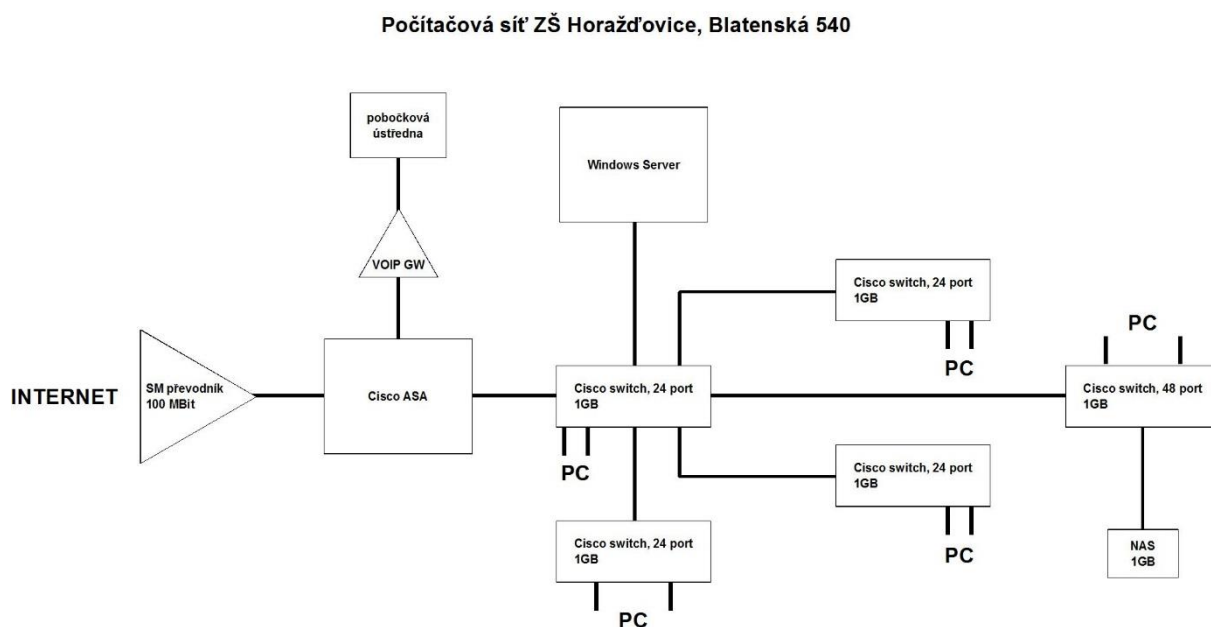 Počítačová síť ZŠ Horažďovice, Blatenská 540
pobočková
ústředna
Windows Server
VOIP GW
Cisco switch, 24 port
1GB
PC
PC
INTERNET
SM převodník
100 MBit
Cisco ASA
Cisco switch, 24 port
1GB
Cisco switch, 48 port
1GB
PC
Cisco switch, 24 port
1GB
PC
Cisco switch, 24 port
1GB
NAS
1GB
PC